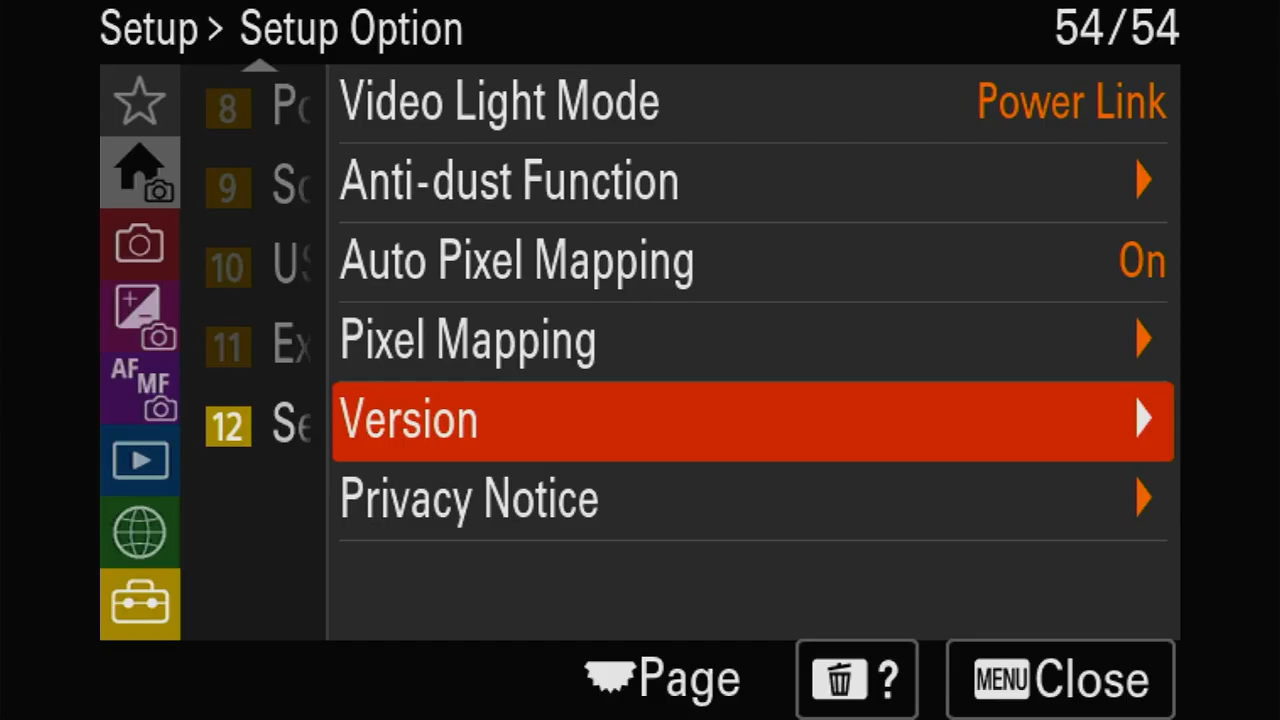 Setup > Setup Option 54/54
Video Light Mode Power Link
Anti-dust Function
Auto Pixel Mapping On
Pixel Mapping
Version
Privacy Notice
AF MF
8
9
10
11
12
Page
?
MENU Close